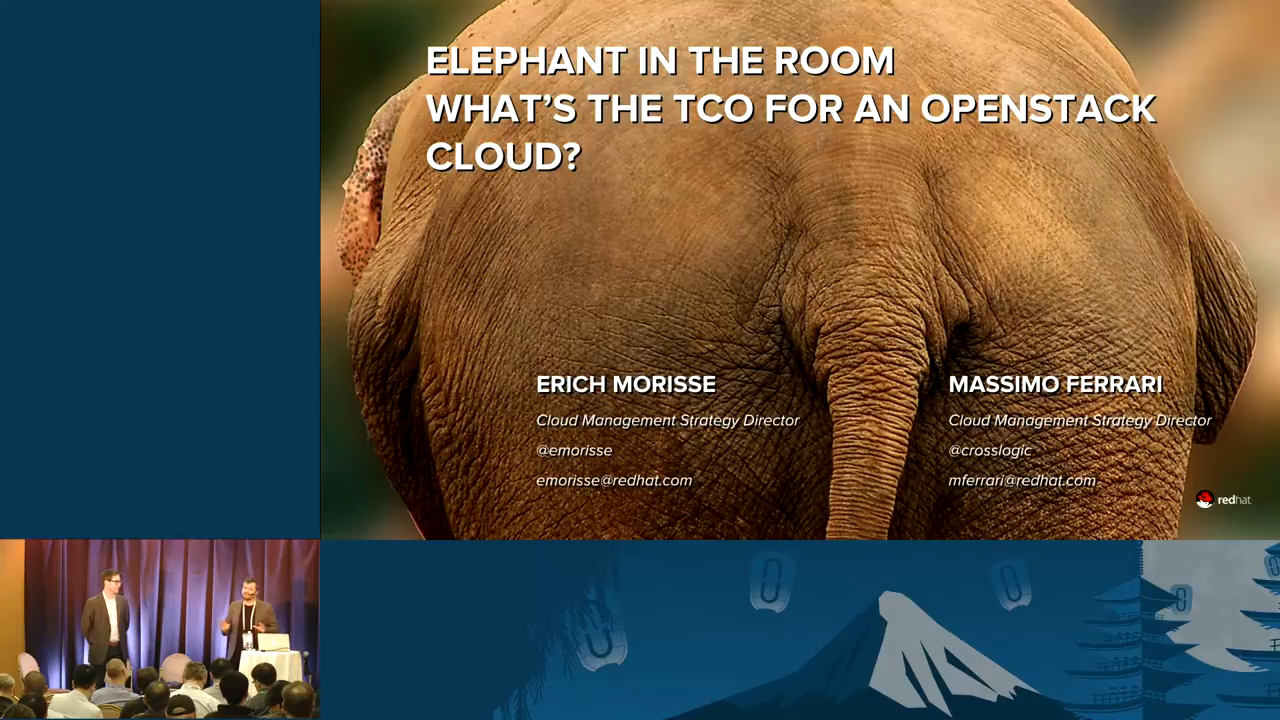 ELEPHANT IN THE ROOM
WHAT'S THE TCO FOR AN OPENSTACK
CLOUD?
ERICH MORISSE
Cloud Management Strategy Director
@emorisse
emorisse@redhat.com
MASSIMO FERRARI
Cloud Management Strategy Director
@crosslogic
mferrari@redhat.com
redhat